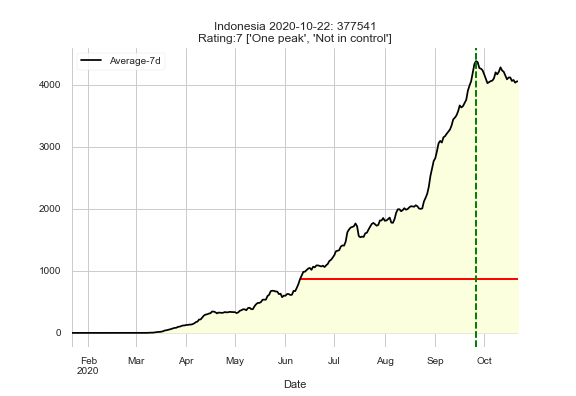 Indonesia 2020-10-22: 377541
Rating:7 ['One peak', 'Not in control']
Average-7d
4000
3000
2000
1000
0
Feb Mar Apr May Jun Jul Aug Sep Oct
2020
Date